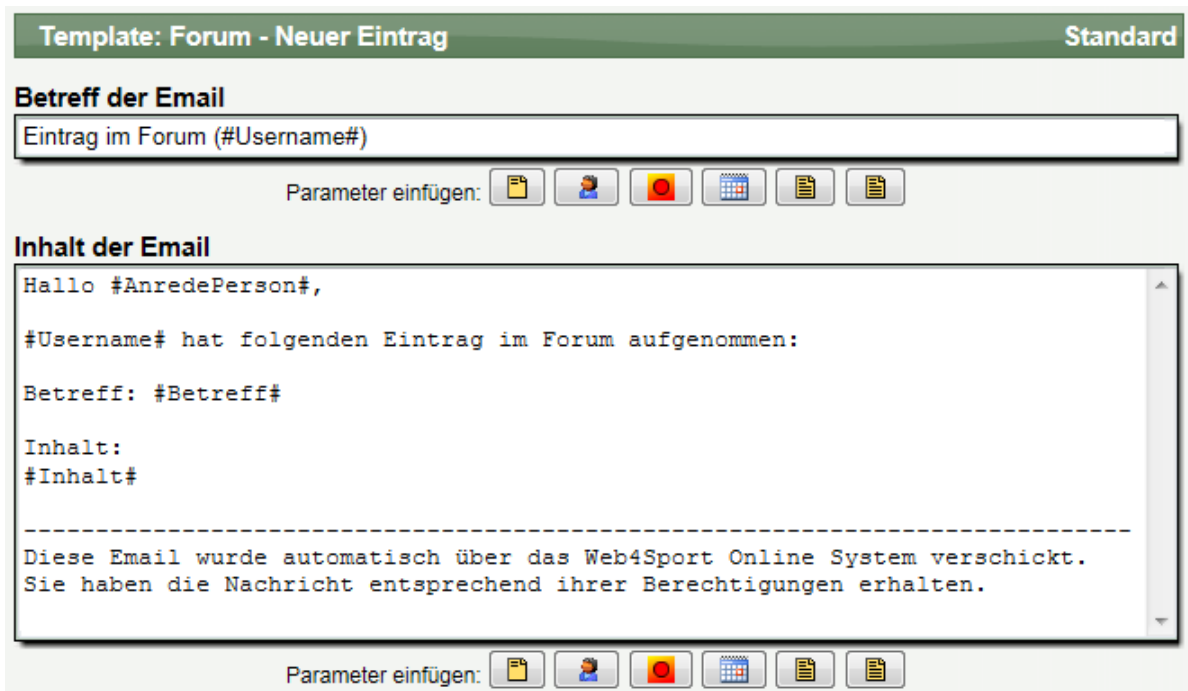 Template: Forum - Neuer Eintrag Standard
Betreff der Email
Eintrag im Forum (#Username#)
Parameter einfügen:
Inhalt der Email
Hallo #AnredePerson#,
#Username# hat folgenden Eintrag im Forum aufgenommen:
Betreff: #Betreff#
Inhalt:
#Inhalt#
-----------------------------------------------------------------------------
Diese Email wurde automatisch über das Web4Sport Online System verschickt.
Sie haben die Nachricht entsprechend ihrer Berechtigungen erhalten.
Parameter einfügen: